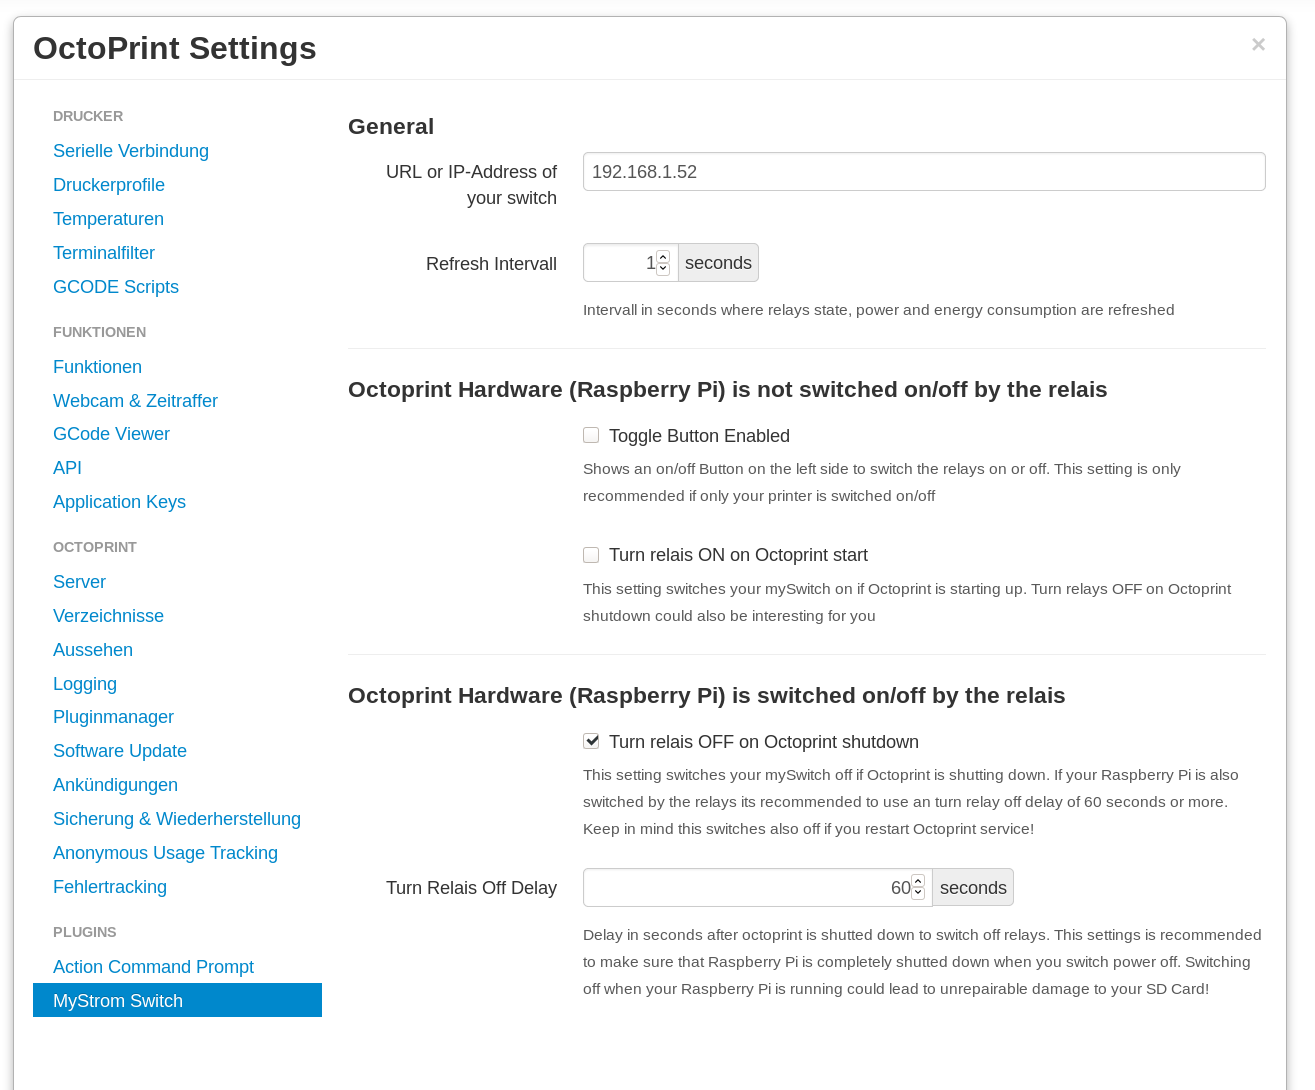 OctoPrint Settings
×
DRUCKER
Serielle Verbindung
Druckerprofile
Temperaturen
Terminalfilter
GCODE Scripts
FUNKTIONEN
Funktionen
Webcam & Zeitraffer
GCode Viewer
API
Application Keys
OCTOPRINT
Server
Verzeichnisse
Aussehen
Logging
Pluginmanager
Software Update
Ankündigungen
Sicherung & Wiederherstellung
Anonymous Usage Tracking
Fehlertracking
PLUGINS
Action Command Prompt
MyStrom Switch
General
URL or IP-Address of
your switch
192.168.1.52
Refresh Intervall
1 seconds
Intervall in seconds where relays state, power and energy consumption are refreshed
Octoprint Hardware (Raspberry Pi) is not switched on/off by the relais
Toggle Button Enabled
Shows an on/off Button on the left side to switch the relays on or off. This setting is only
recommended if only your printer is switched on/off
Turn relais ON on Octoprint start
This setting switches your mySwitch on if Octoprint is starting up. Turn relays OFF on Octoprint
shutdown could also be interesting for you
Octoprint Hardware (Raspberry Pi) is switched on/off by the relais
Turn relais OFF on Octoprint shutdown
This setting switches your mySwitch off if Octoprint is shutting down. If your Raspberry Pi is also
switched by the relays its recommended to use an turn relay off delay of 60 seconds or more.
Keep in mind this switches also off if you restart Octoprint service!
Turn Relais Off Delay
60 seconds
Delay in seconds after octoprint is shutted down to switch off relays. This settings is recommended
to make sure that Raspberry Pi is completely shutted down when you switch power off. Switching
off when your Raspberry Pi is running could lead to unrepairable damage to your SD Card!